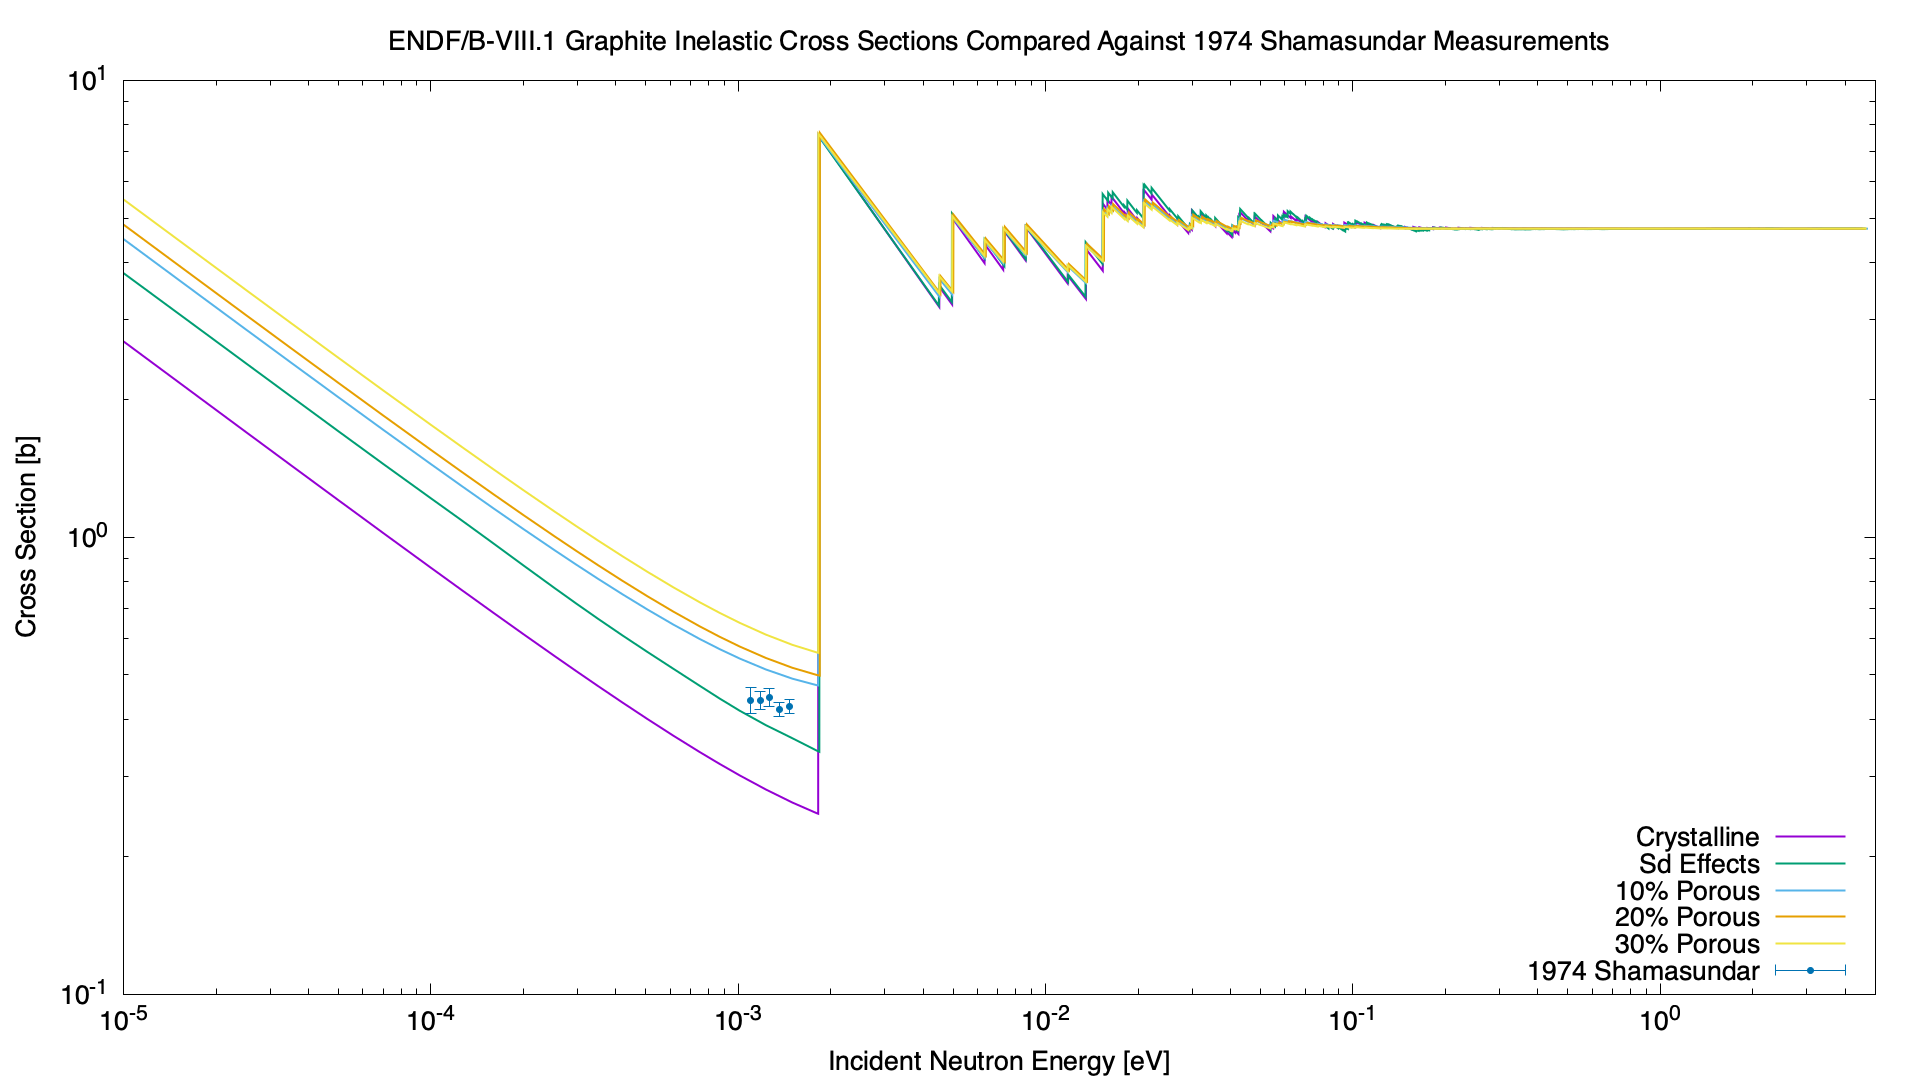 ENDF/B-VIII.1 Graphite Inelastic Cross Sections Compared Against 1974 Shamasundar Measurements
10^1
10^0
10^-1
Cross Section [b]
Crystalline
Sd Effects
10% Porous
20% Porous
30% Porous
1974 Shamasundar
10^-5 10^-4 10^-3 10^-2 10^-1 10^0
Incident Neutron Energy [eV]